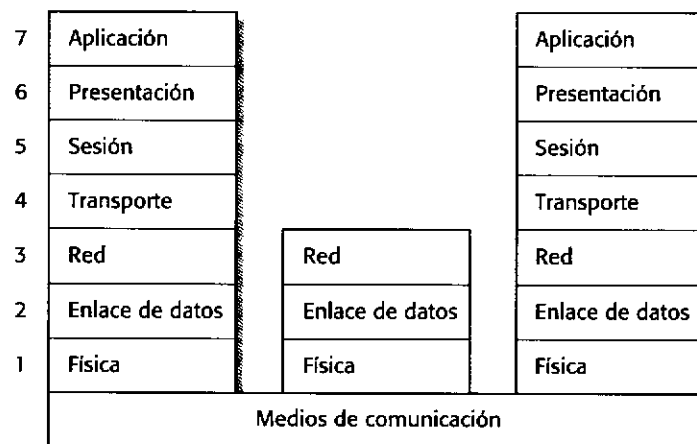 7 Aplicación Aplicación
6 Presentación Presentación
5 Sesión Sesión
4 Transporte Transporte
3 Red Red Red
2 Enlace de datos Enlace de datos Enlace de datos
1 Física Física Física
Medios de comunicación